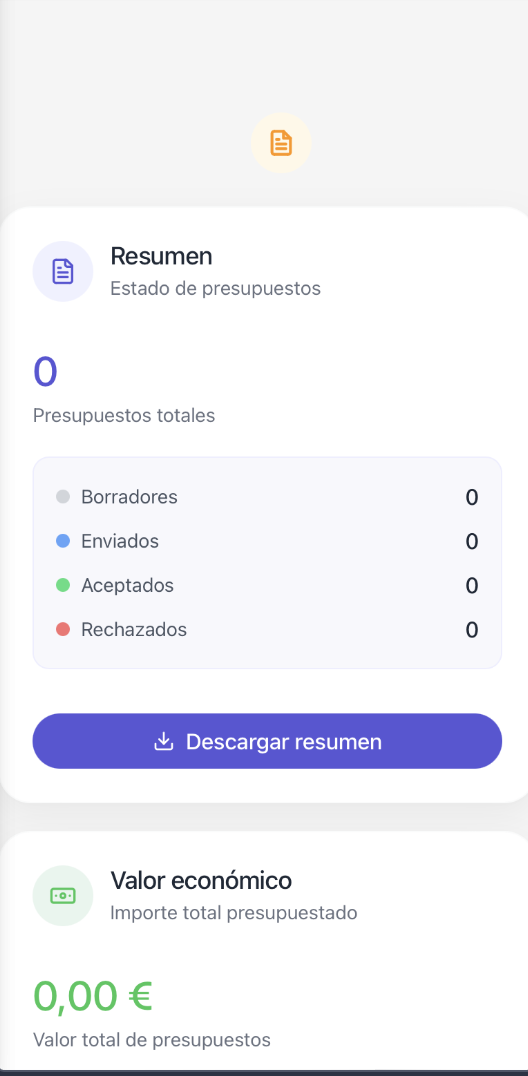 Resumen
Estado de presupuestos
0
Presupuestos totales
Borradores 0
Enviados 0
Aceptados 0
Rechazados 0
Descargar resumen
Valor económico
Importe total presupuestado
0,00 €
Valor total de presupuestos